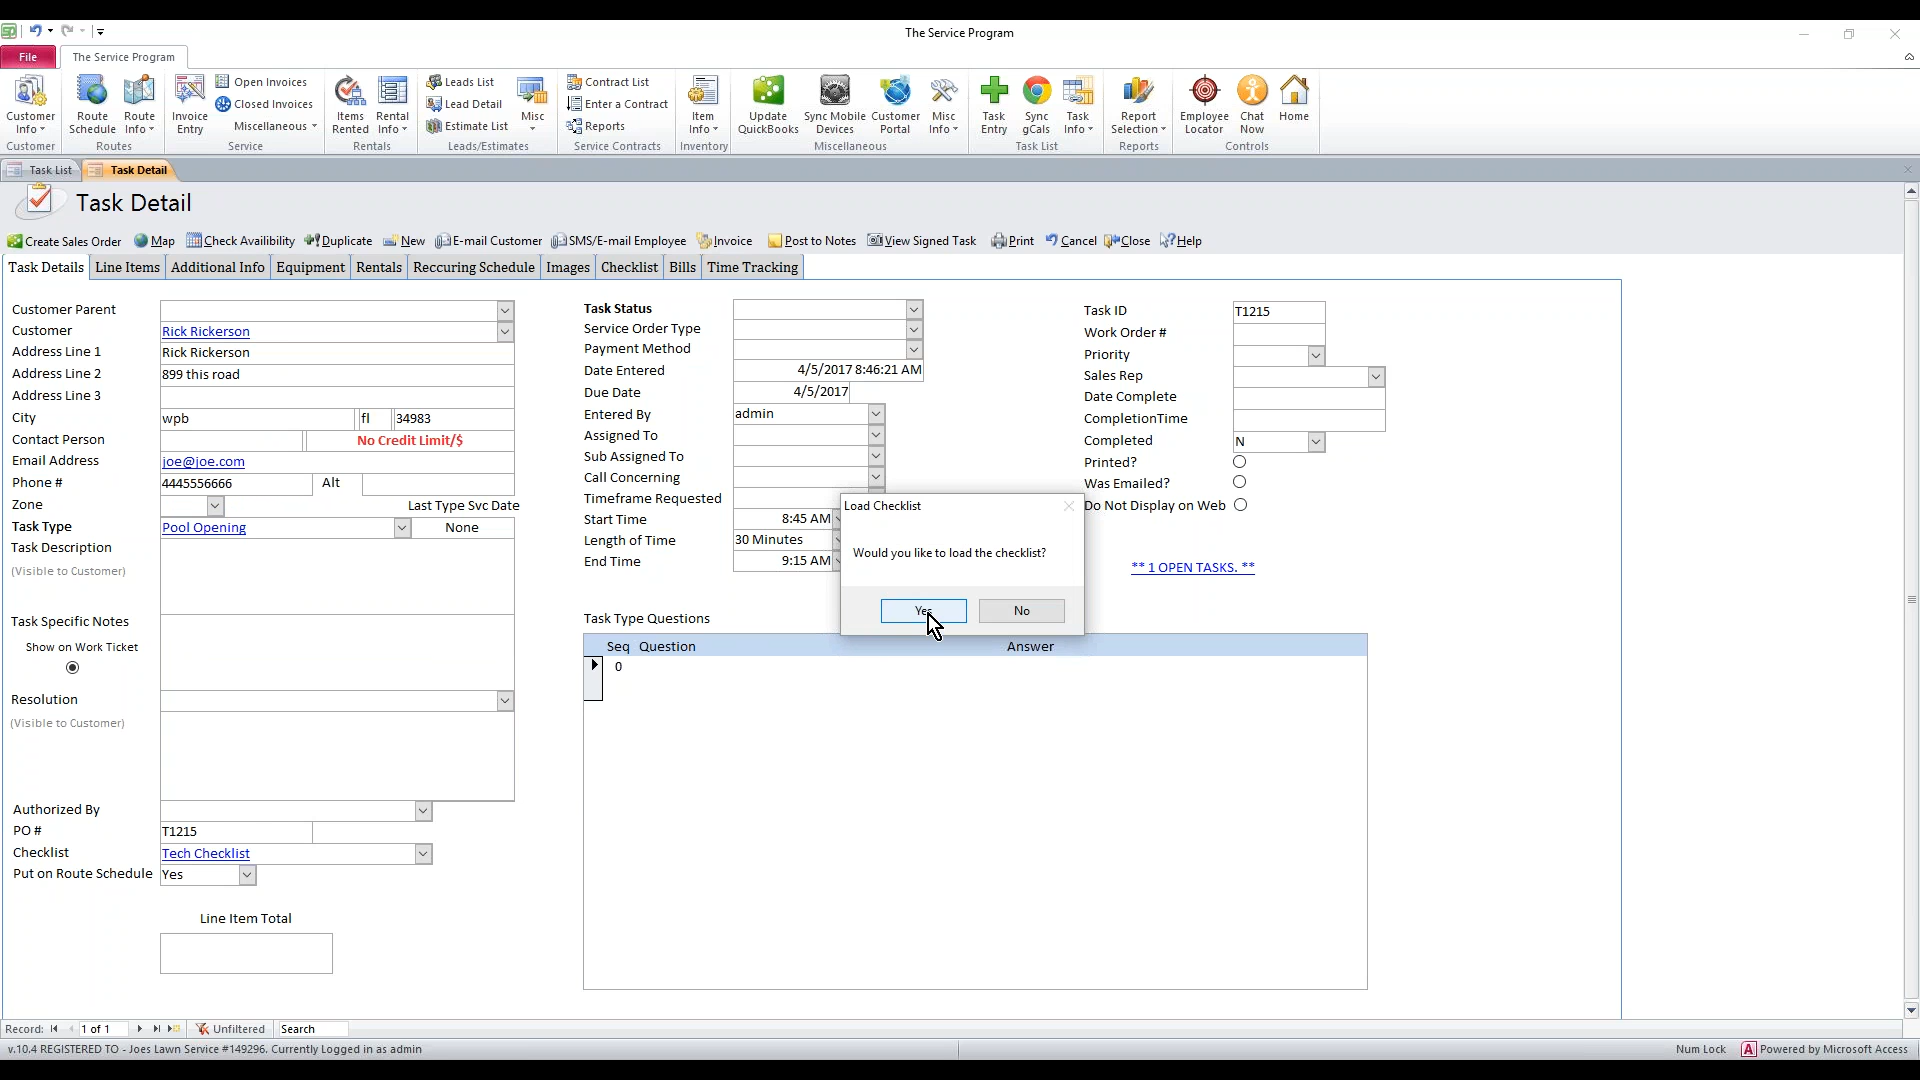 The Service Program
File
The Service Program
Customer Info
Route Schedule
Route Info
Invoice Entry
Open Invoices
Closed Invoices
Miscellaneous
Items Rented
Rental Info
Leads List
Lead Detail
Estimate List
Misc
Contract List
Enter a Contract
Reports
Item Info
Update QuickBooks
Sync Mobile Devices
Customer Portal
Misc Info
Task Entry
Sync gCals
Task Info
Report Selection
Employee Locator
Chat Now
Home
Customer
Routes
Service
Rentals
Leads/Estimates
Service Contracts
Inventory
Miscellaneous
Task List
Reports
Controls
Task List
Task Detail
Task Detail
Create Sales Order
Map
Check Availibility
Duplicate
New
E-mail Customer
SMS/E-mail Employee
Invoice
Post to Notes
View Signed Task
Print
Cancel
Close
Help
Task Details
Line Items
Additional Info
Equipment
Rentals
Reccuring Schedule
Images
Checklist
Bills
Time Tracking
Customer Parent
Customer Rick Rickerson
Address Line 1 Rick Rickerson
Address Line 2 899 this road
Address Line 3
City wpb fl 34983
Contact Person No Credit Limit/$
Email Address joe@joe.com
Phone # 4445556666 Alt
Zone Last Type Svc Date
Task Type Pool Opening None
Task Description
(Visible to Customer)
Task Specific Notes
Show on Work Ticket
Resolution
(Visible to Customer)
Authorized By
PO # T1215
Checklist Tech Checklist
Put on Route Schedule Yes
Line Item Total
Task Status
Service Order Type
Payment Method
Date Entered 4/5/2017 8:46:21 AM
Due Date 4/5/2017
Entered By admin
Assigned To
Sub Assigned To
Call Concerning
Timeframe Requested
Start Time 8:45 AM
Length of Time 30 Minutes
End Time 9:15 AM
Task Type Questions
Seq Question Answer
0
Load Checklist
Would you like to load the checklist?
Yes
No
Task ID T1215
Work Order #
Priority
Sales Rep
Date Complete
CompletionTime
Completed N
Printed?
Was Emailed?
Do Not Display on Web
** 1 OPEN TASKS. **
Record: 1 of 1 Unfiltered Search
v.10.4 REGISTERED TO - Joes Lawn Service #149296. Currently Logged in as admin
Num Lock
Powered by Microsoft Access